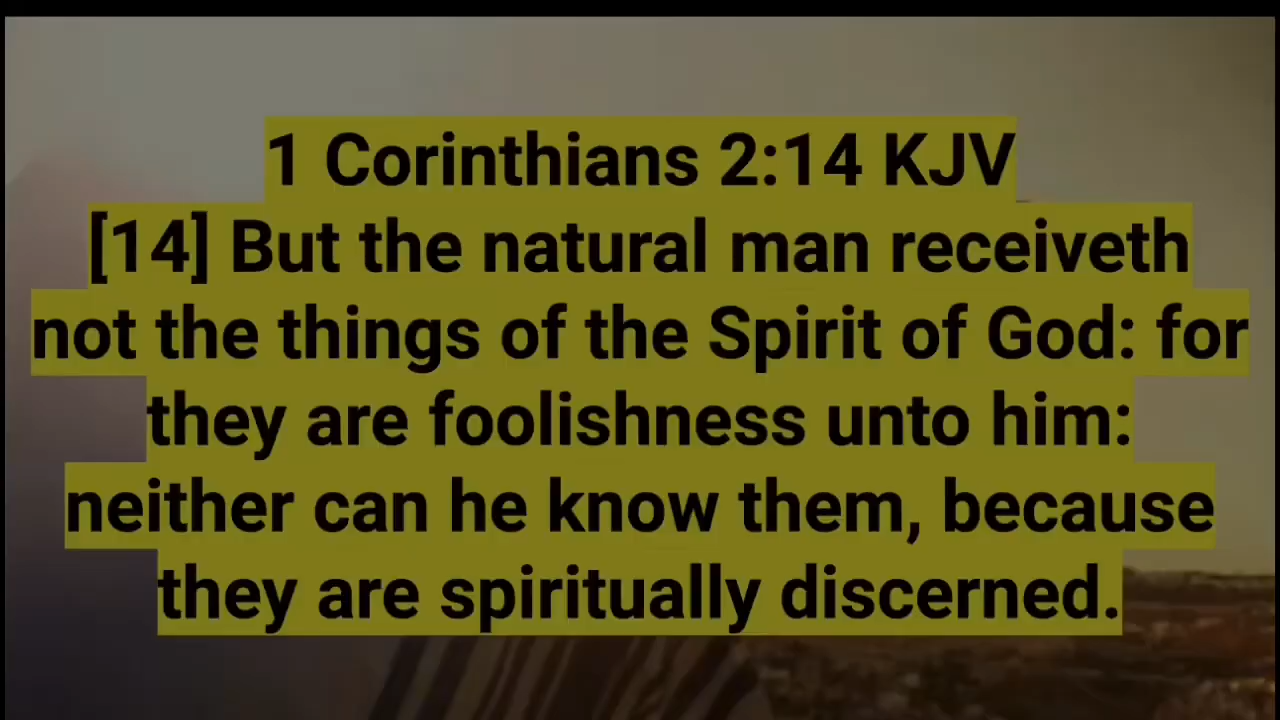 1 Corinthians 2:14 KJV
[14] But the natural man receiveth
not the things of the Spirit of God: for
they are foolishness unto him:
neither can he know them, because
they are spiritually discerned.